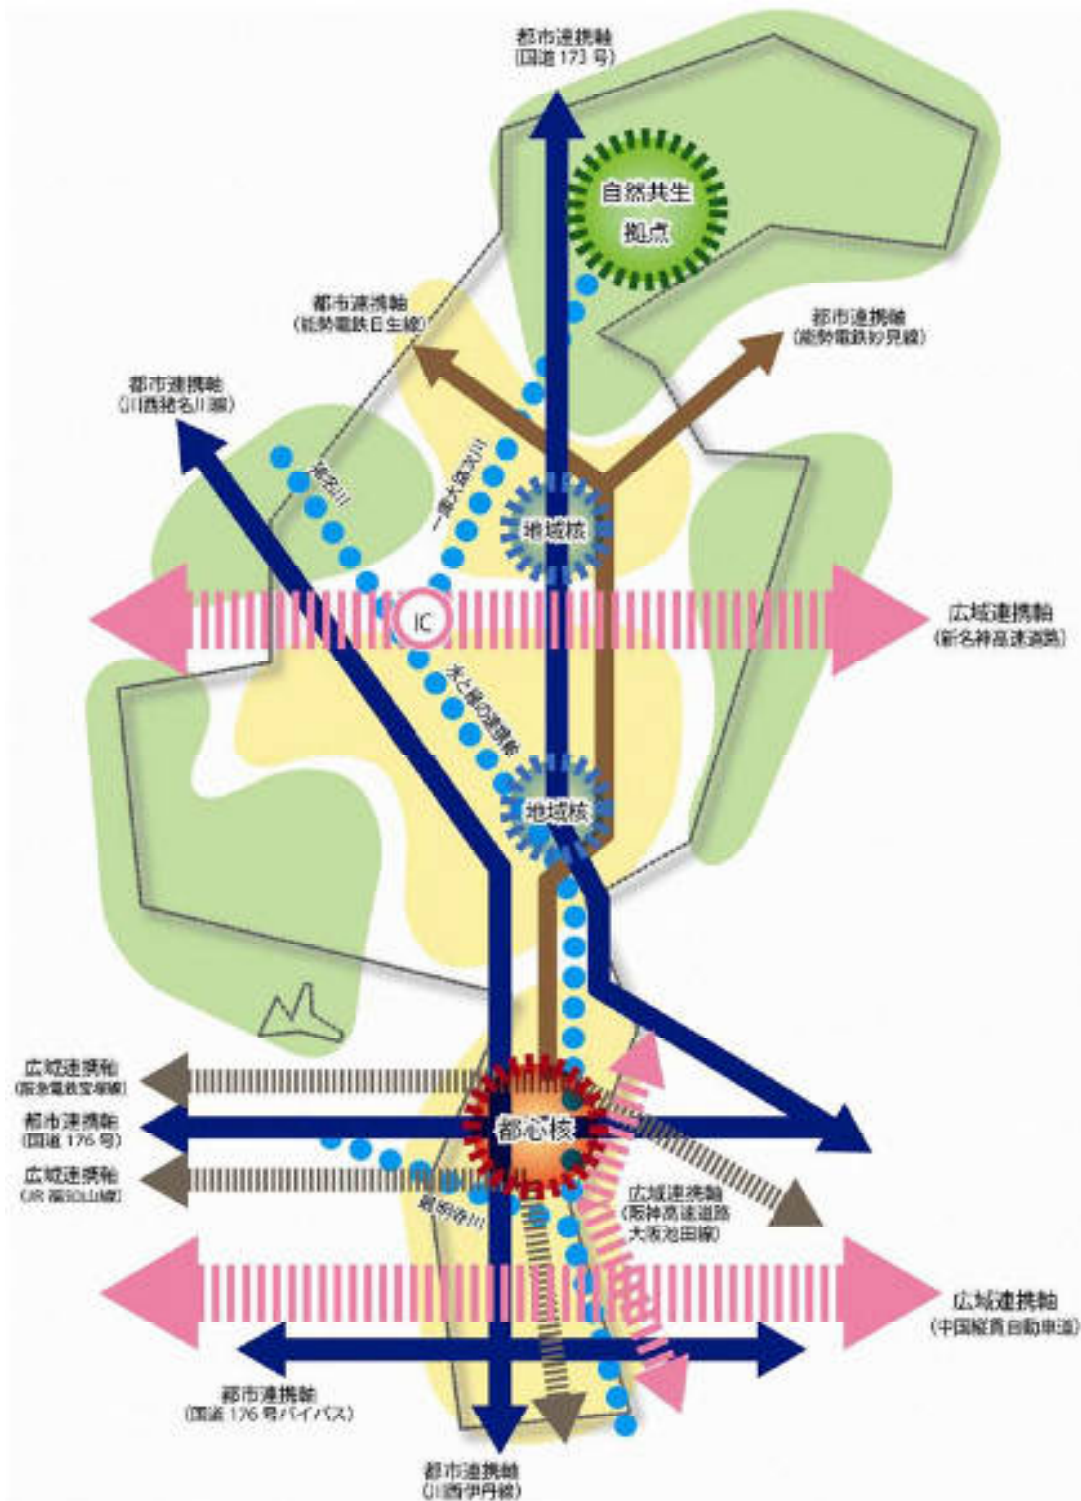 都市連携軸
(国道173号)
自然共生
拠点
都市連携軸
(能勢電鉄日生線)
都市連携軸
(能勢電鉄妙見線)
都市連携軸
(川西猪名川線)
猪名川
一庫大路次川
地域核
IC
広域連携軸
(新名神高速道路)
水と緑の連携軸
地域核
広域連携軸
(阪急電鉄宝塚線)
都市連携軸
(国道176号)
広域連携軸
(JR福知山線)
都心核
最明寺川
広域連携軸
(阪神高速道路
大阪池田線)
広域連携軸
(中国縦貫自動車道)
都市連携軸
(国道176号バイパス)
都市連携軸
(川西伊丹線)